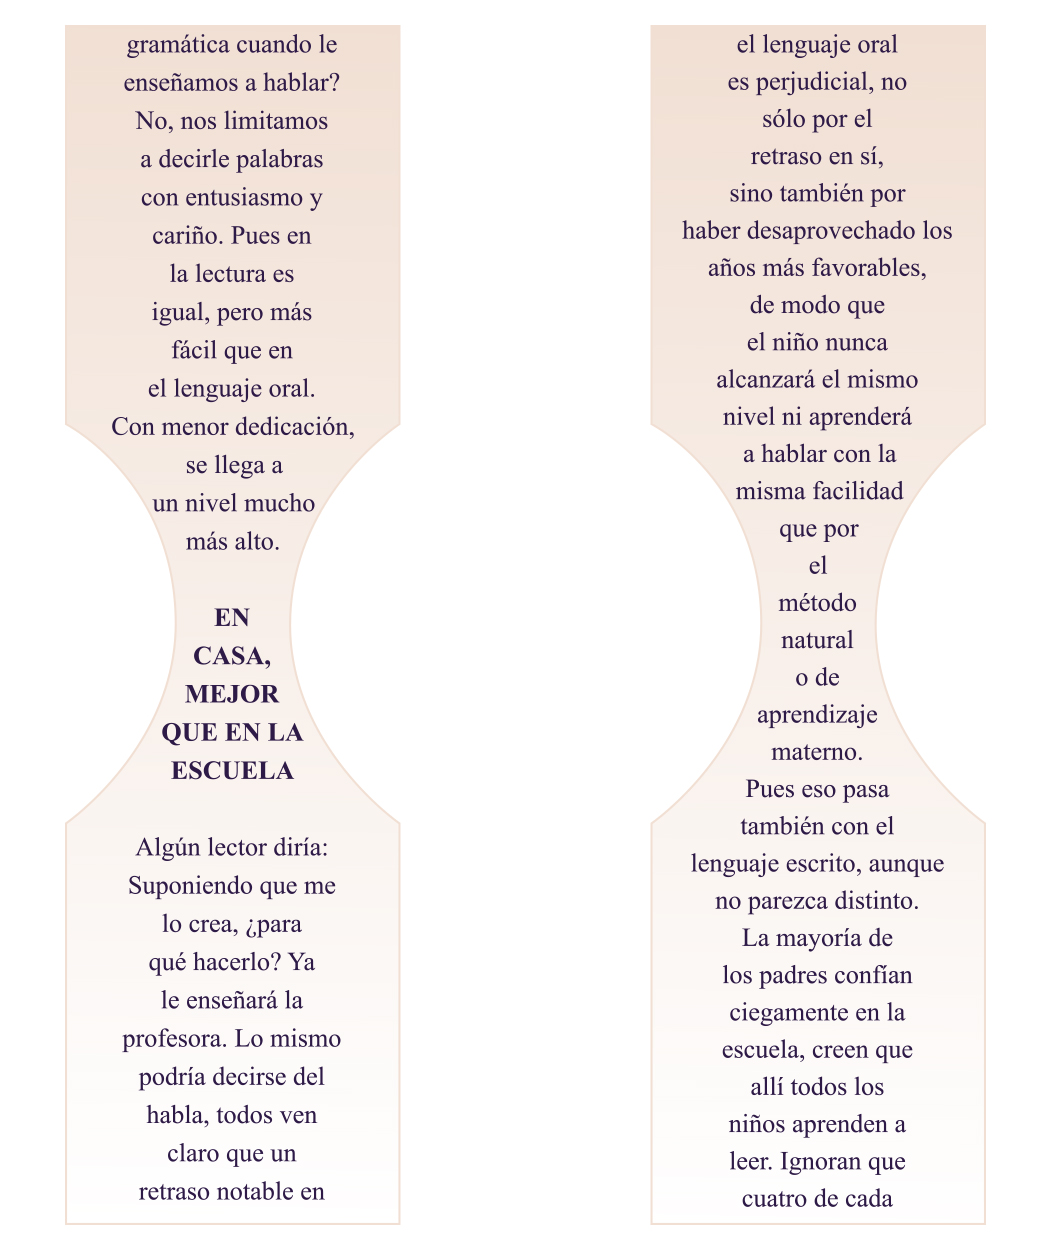 gramática cuando le
enseñamos a hablar?
No, nos limitamos
a decirle palabras
con entusiasmo y
cariño. Pues en
la lectura es
igual, pero más
fácil que en
el lenguaje oral.
Con menor dedicación,
se llega a
un nivel mucho
más alto.
EN
CASA,
MEJOR
QUE EN LA
ESCUELA
Algún lector diría:
Suponiendo que me
lo crea, ¿para
qué hacerlo? Ya
le enseñará la
profesora. Lo mismo
podría decirse del
habla, todos ven
claro que un
retraso notable en
el lenguaje oral
es perjudicial, no
sólo por el
retraso en sí,
sino también por
haber desaprovechado los
años más favorables,
de modo que
el niño nunca
alcanzará el mismo
nivel ni aprenderá
a hablar con la
misma facilidad
que por
el
método
natural
o de
aprendizaje
materno.
Pues eso pasa
también con el
lenguaje escrito, aunque
no parezca distinto.
La mayoría de
los padres confían
ciegamente en la
escuela, creen que
allí todos los
niños aprenden a
leer. Ignoran que
cuatro de cada